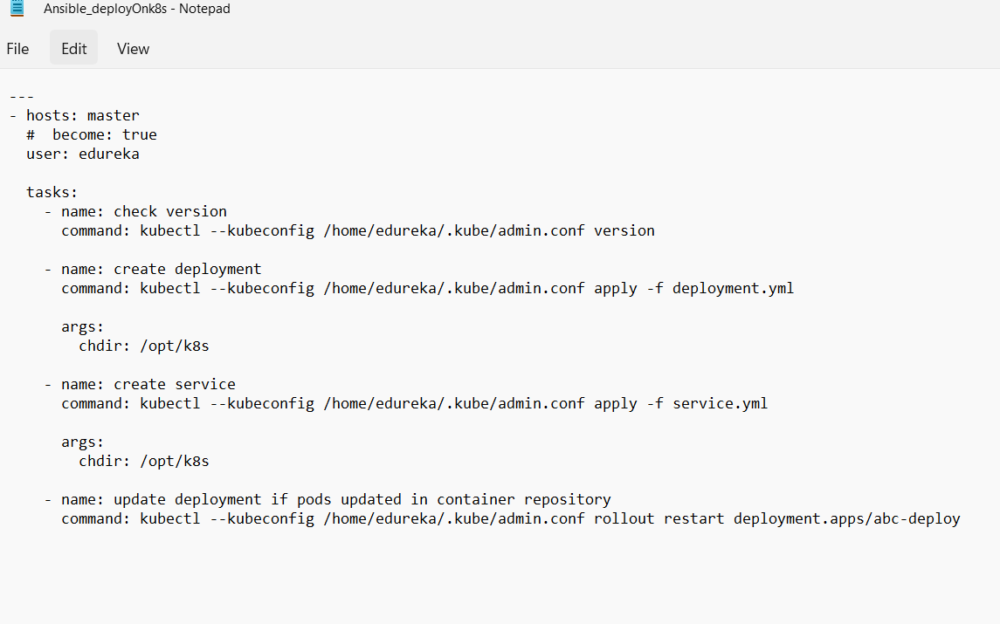 Ansible_deployOnk8s - Notepad
File Edit View
---
- hosts: master
  #  become: true
  user: edureka
  tasks:
    - name: check version
      command: kubectl --kubeconfig /home/edureka/.kube/admin.conf version
    - name: create deployment
      command: kubectl --kubeconfig /home/edureka/.kube/admin.conf apply -f deployment.yml
      args:
        chdir: /opt/k8s
    - name: create service
      command: kubectl --kubeconfig /home/edureka/.kube/admin.conf apply -f service.yml
      args:
        chdir: /opt/k8s
    - name: update deployment if pods updated in container repository
      command: kubectl --kubeconfig /home/edureka/.kube/admin.conf rollout restart deployment.apps/abc-deploy